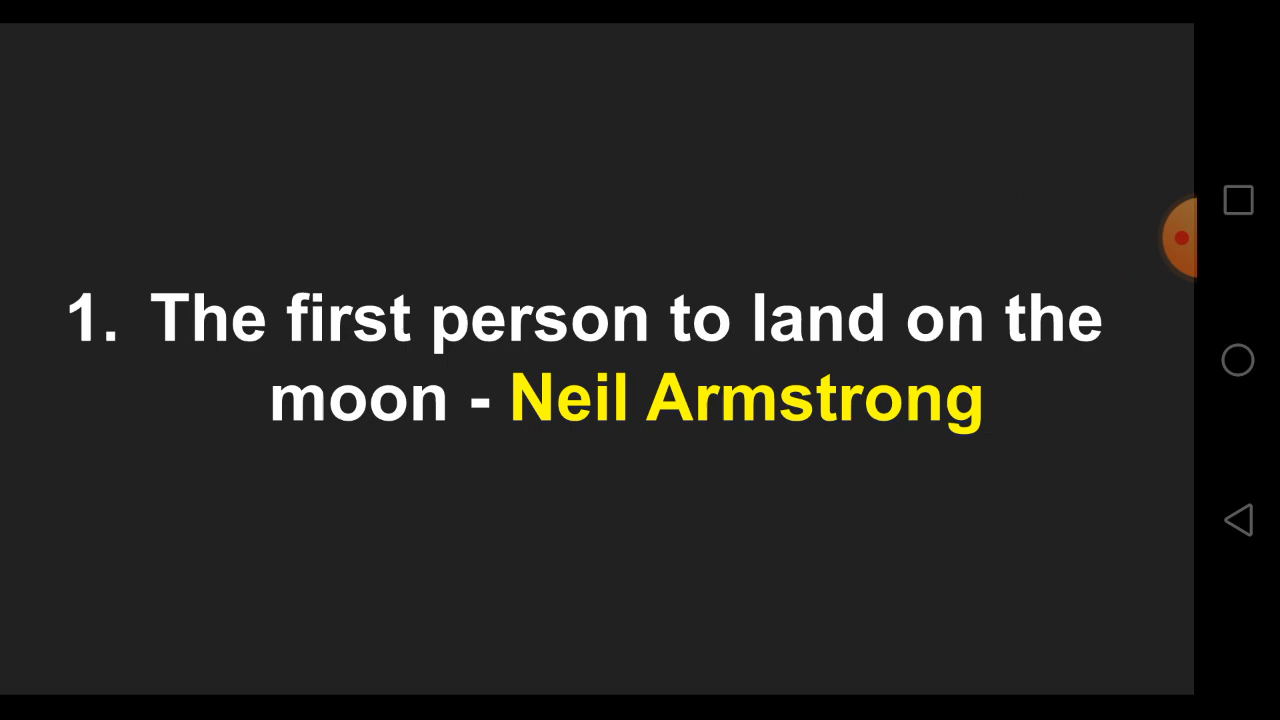 1. The first person to land on the
moon - Neil Armstrong